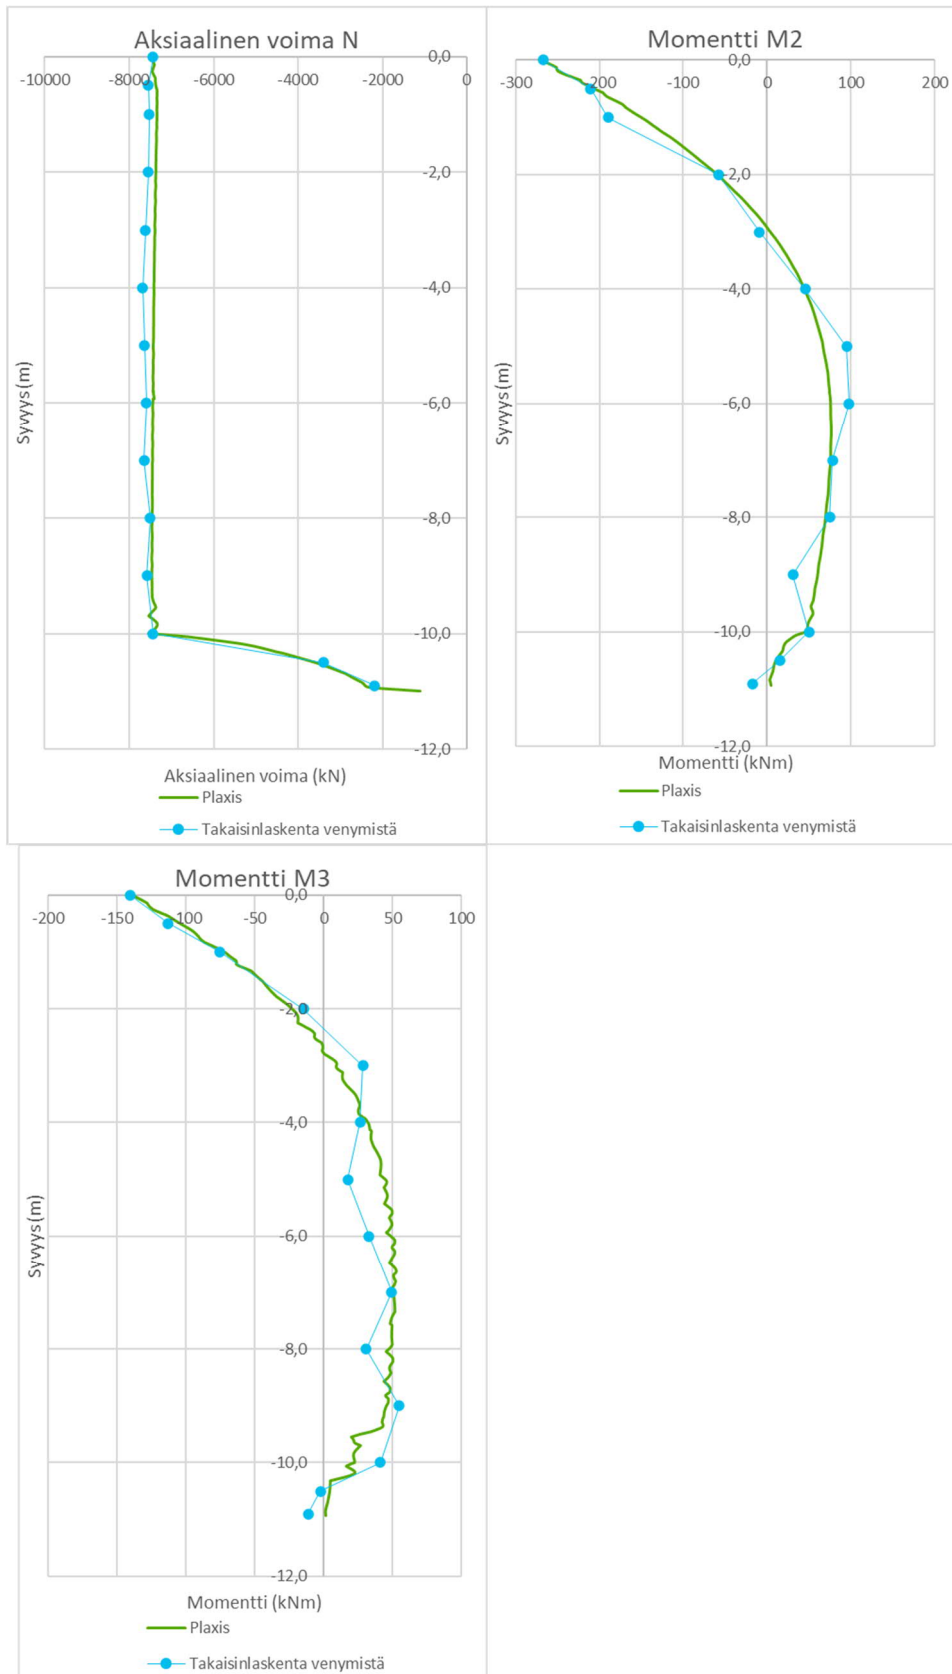 Aksiaalinen voima N
0,0
-10000 -8000 -6000 -4000 -2000 0
-2,0
-4,0
-6,0
-8,0
-10,0
-12,0
Syvyys (m)
Aksiaalinen voima (kN)
Plaxis
Takaisinlaskenta venymistä
Momentti M2
0,0
-300 -200 -100 0 100 200
-2,0
-4,0
-6,0
-8,0
-10,0
-12,0
Syvyys (m)
Momentti (kNm)
Plaxis
Takaisinlaskenta venymistä
Momentti M3
0,0
-200 -150 -100 -50 0 50 100
-2,0
-4,0
-6,0
-8,0
-10,0
-12,0
Syvyys (m)
Momentti (kNm)
Plaxis
Takaisinlaskenta venymistä